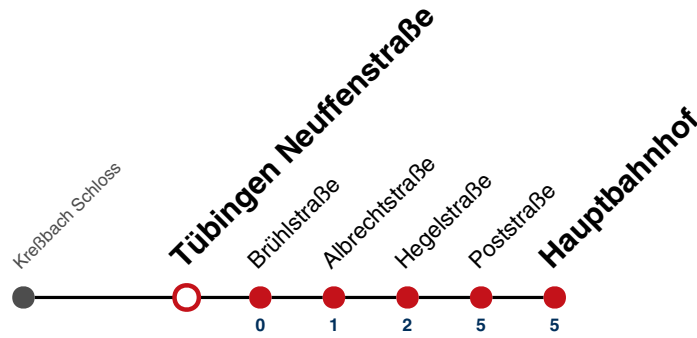 Kreßbach Schloss
Tübingen Neuffenstraße
Brühlstraße
Albrechtstraße
Hegelstraße
Poststraße
Hauptbahnhof
0
1
2
5
5